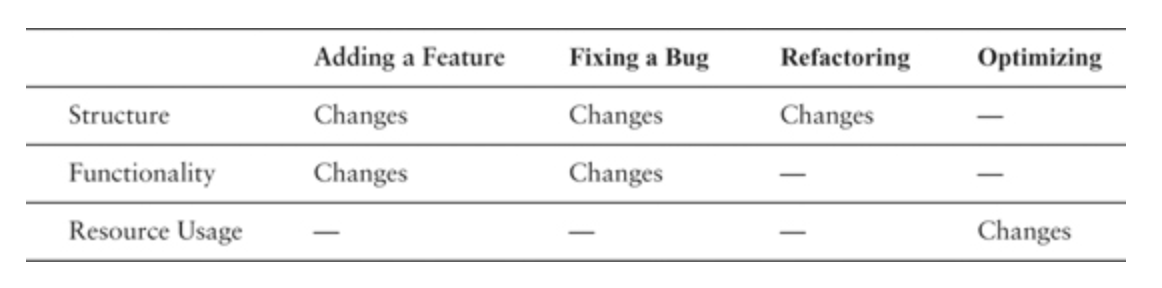 Adding a Feature Fixing a Bug Refactoring Optimizing
Structure Changes Changes Changes —
Functionality Changes Changes — —
Resource Usage — — — Changes